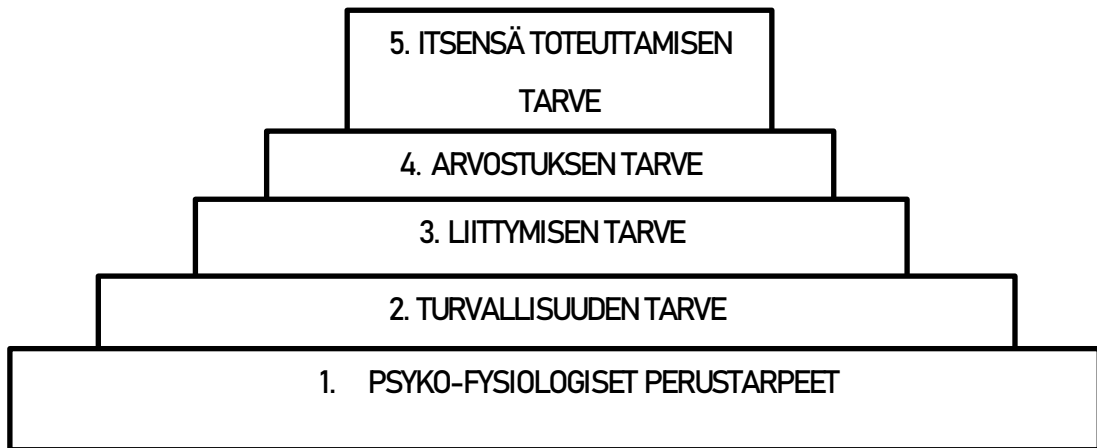 5. ITSENSÄ TOTEUTTAMISEN
TARVE
4. ARVOSTUKSEN TARVE
3. LIITTYMISEN TARVE
2. TURVALLISUUDEN TARVE
1. PSYKO-FYSIOLOGISET PERUSTARPEET